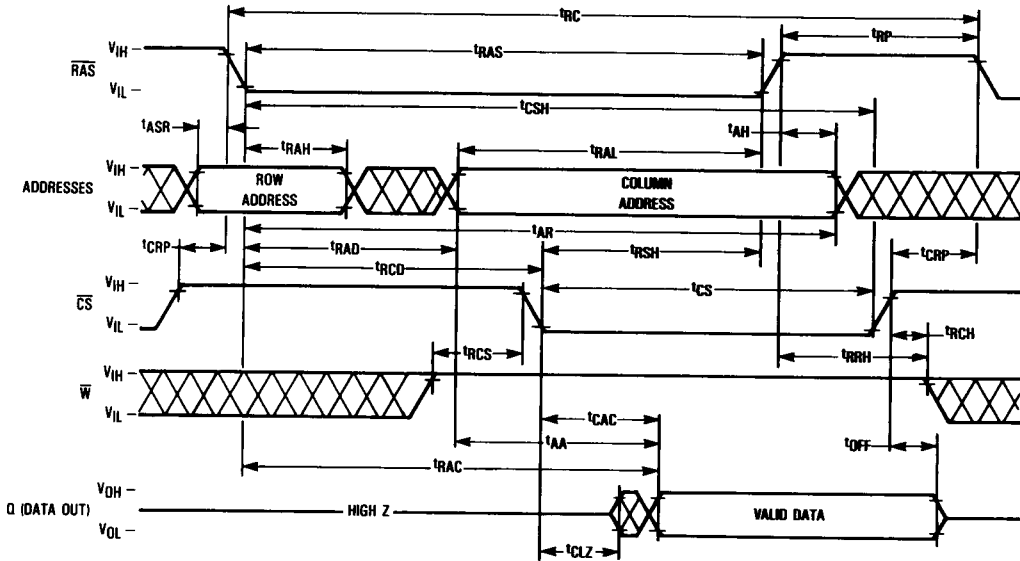 tRC
VIH
tRAS
tRP
RAS
VIL
tCSH
tASR
tAH
tRAH
tRAL
VIH
ADDRESSES
ROW ADDRESS
COLUMN ADDRESS
VIL
tAR
tCRP
tRAD
tRSH
tCRP
tRCD
VIH
tCS
CS
VIL
tRCH
tRCS
tRRH
VIH
W
VIL
tCAC
tAA
tOFF
tRAC
VOH
Q (DATA OUT)
HIGH Z
VALID DATA
VOL
tCLZ